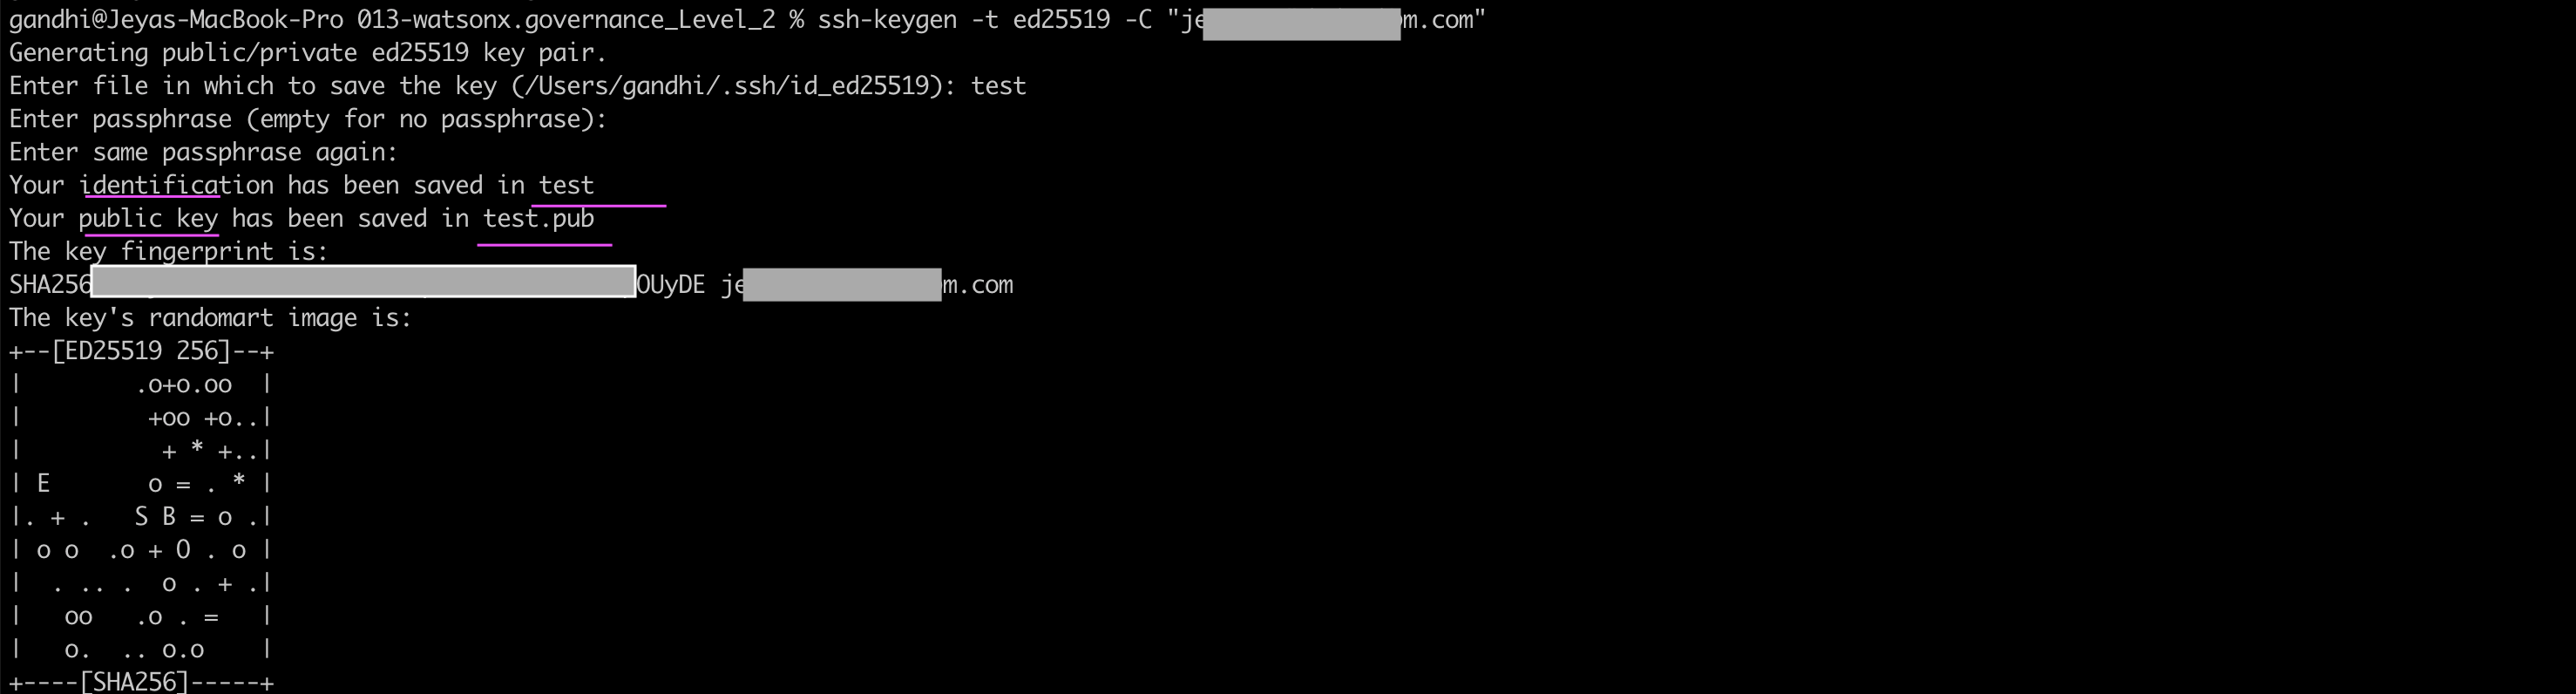 gandhi@Jeyas-MacBook-Pro 013-watsonx.governance_Level_2 % ssh-keygen -t ed25519 -C "je m.com"
Generating public/private ed25519 key pair.
Enter file in which to save the key (/Users/gandhi/.ssh/id_ed25519): test
Enter passphrase (empty for no passphrase):
Enter same passphrase again:
Your identification has been saved in test
Your public key has been saved in test.pub
The key fingerprint is:
SHA256 OUyDE je m.com
The key's randomart image is:
+--[ED25519 256]--+
|        .o+o.oo  |
|         +oo +o..|
|          + * +..|
| E       o = . * |
|. + .   S B = o .|
| o o  .o + O . o |
|  . .. .  o . + .|
|   oo   .o . =   |
|   o.  .. o.o    |
+----[SHA256]-----+